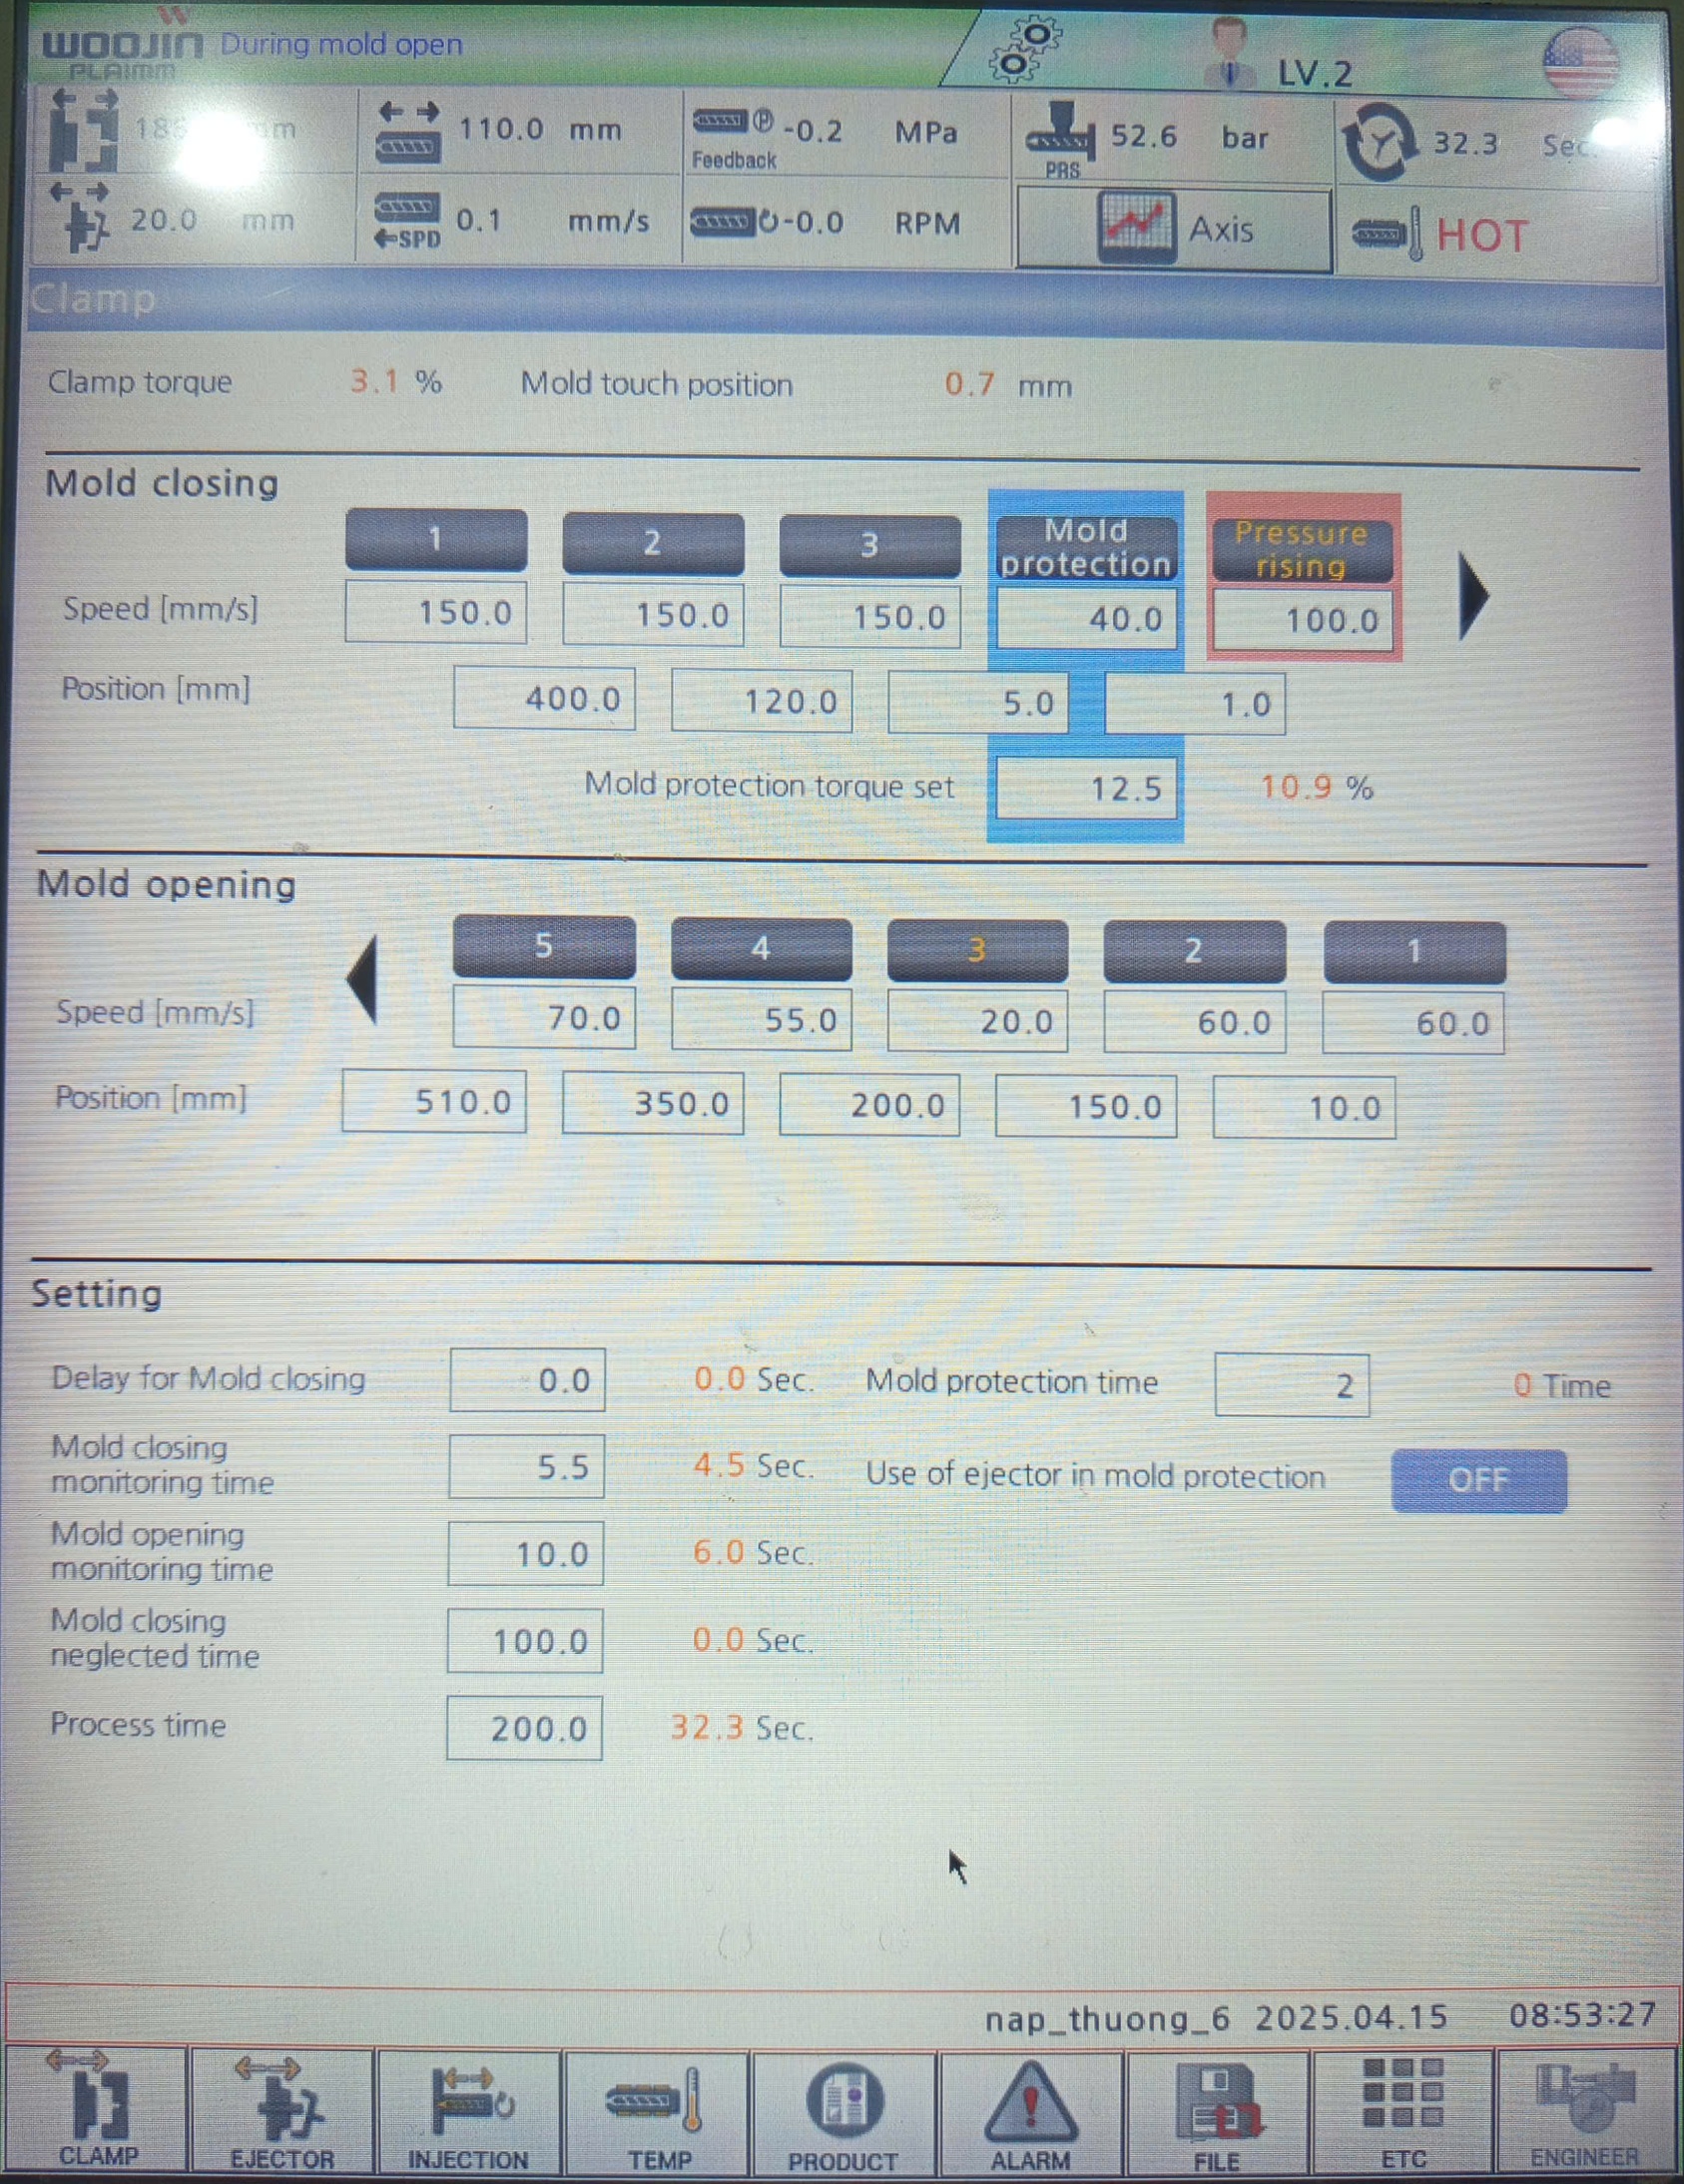 WOOJIN
PLAIMM
During mold open
LV.2
mm
110.0 mm
Feedback
-0.2 MPa
PRS
52.6 bar
32.3 Sec.
20.0 mm
←SPD
0.1 mm/s
-0.0 RPM
Axis
HOT
Clamp
Clamp torque 3.1 % Mold touch position 0.7 mm
Mold closing
1 2 3 Mold protection Pressure rising
Speed [mm/s] 150.0 150.0 150.0 40.0 100.0
Position [mm] 400.0 120.0 5.0 1.0
Mold protection torque set 12.5 10.9 %
Mold opening
5 4 3 2 1
Speed [mm/s] 70.0 55.0 20.0 60.0 60.0
Position [mm] 510.0 350.0 200.0 150.0 10.0
Setting
Delay for Mold closing 0.0 0.0 Sec. Mold protection time 2 0 Time
Mold closing
monitoring time 5.5 4.5 Sec. Use of ejector in mold protection OFF
Mold opening
monitoring time 10.0 6.0 Sec.
Mold closing
neglected time 100.0 0.0 Sec.
Process time 200.0 32.3 Sec.
nap_thuong_6 2025.04.15 08:53:27
CLAMP EJECTOR INJECTION TEMP PRODUCT ALARM FILE ETC ENGINEER